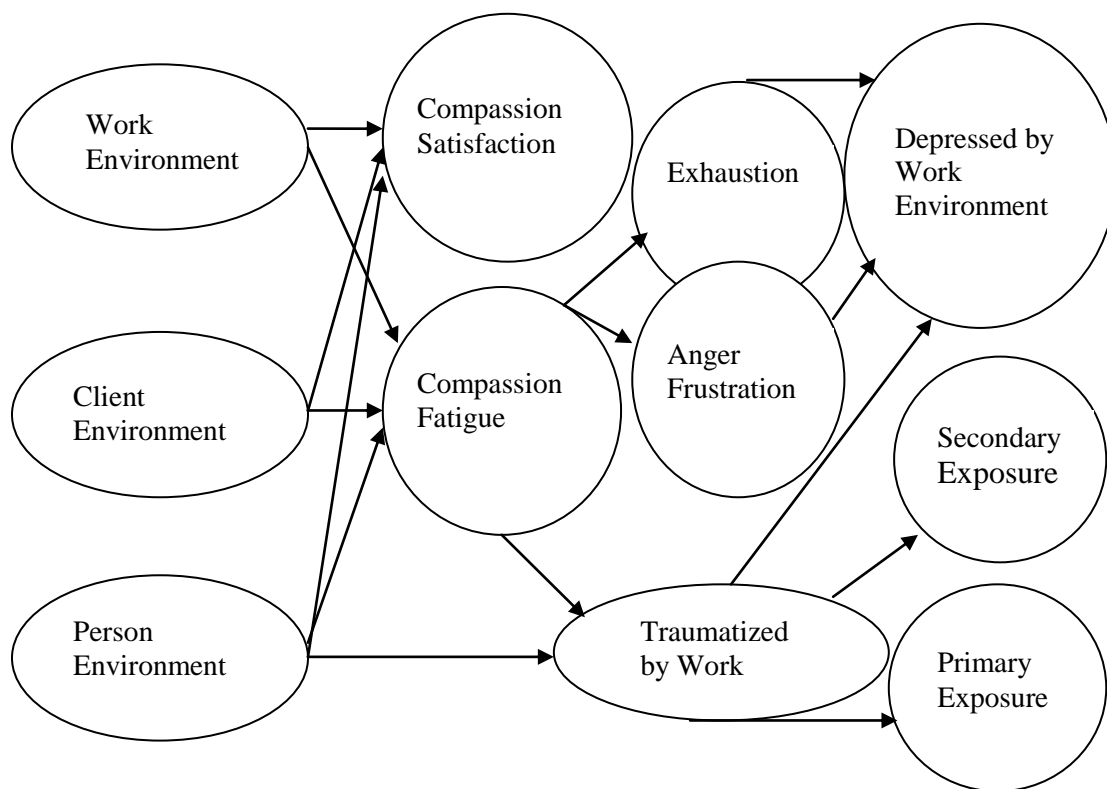 Work
Environment
Compassion
Satisfaction
Exhaustion
Depressed by
Work
Environment
Client
Environment
Compassion
Fatigue
Anger
Frustration
Secondary
Exposure
Person
Environment
Traumatized
by Work
Primary
Exposure